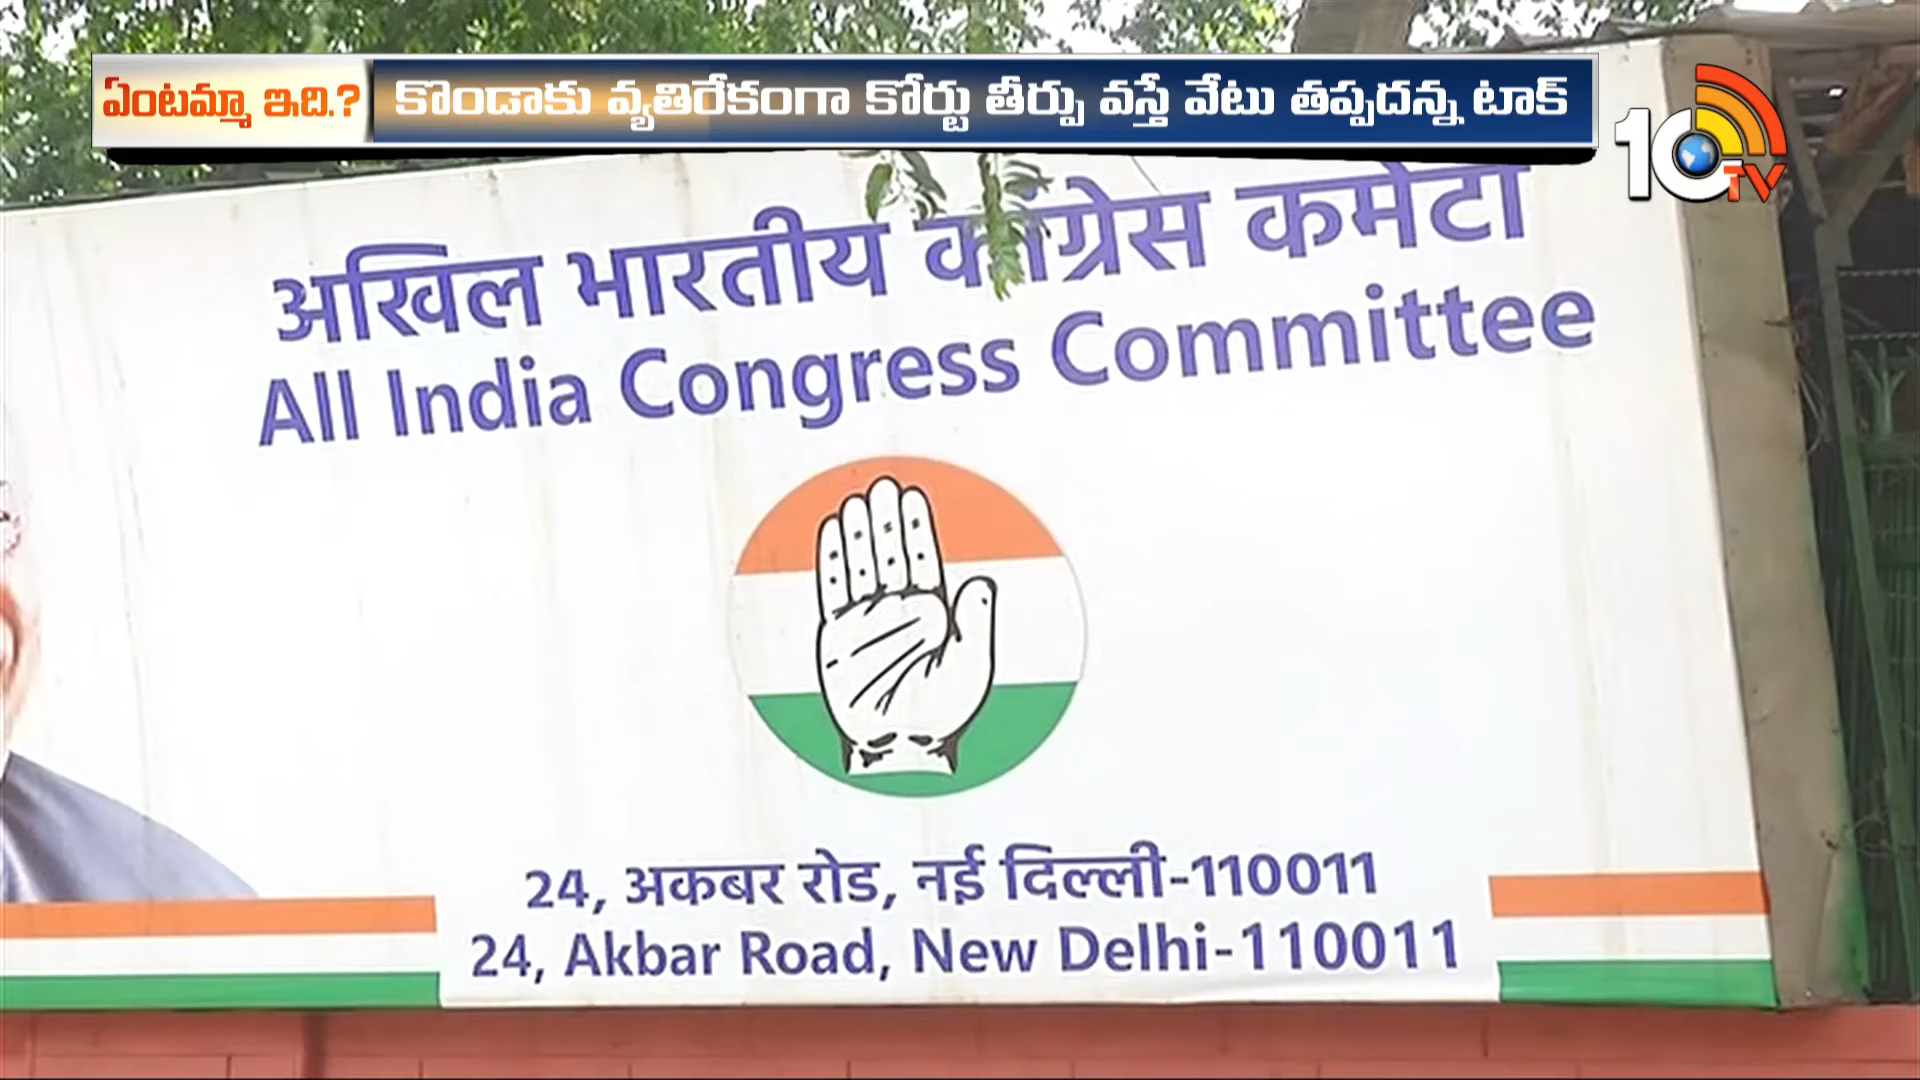 ఏంటమ్మా ఇది.?
కొండాకు వ్యతిరేకంగా కోర్టు తీర్పు వస్తే వేటు తప్పదన్న టాక్
10TV
अखिल भारतीय कांग्रेस कमेटी
All India Congress Committee
24, अकबर रोड, नई दिल्ली-110011
24, Akbar Road, New Delhi-110011